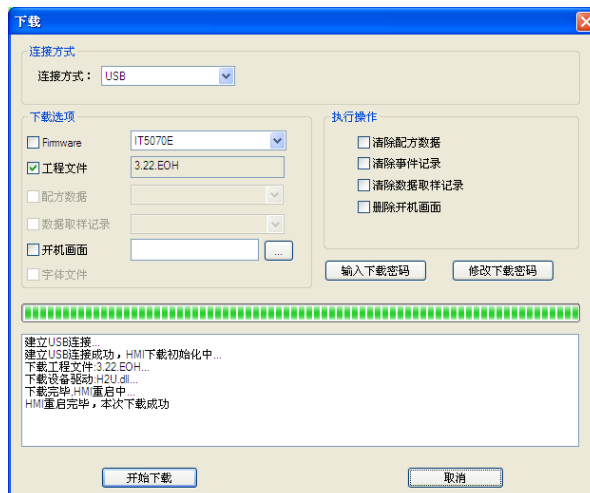 下载
连接方式
连接方式： USB
下载选项
Firmware IT5070E
工程文件 3.22.EOH
配方数据
数据取样记录
开机画面 ...
字体文件
执行操作
清除配方数据
清除事件记录
清除数据取样记录
删除开机画面
输入下载密码 修改下载密码
建立USB连接...
建立USB连接成功，HMI下载初始化中...
下载工程文件:3.22.EOH...
下载设备驱动:H2U.dll...
下载完毕,HMI重启中...
HMI重启完毕，本次下载成功
开始下载 取消